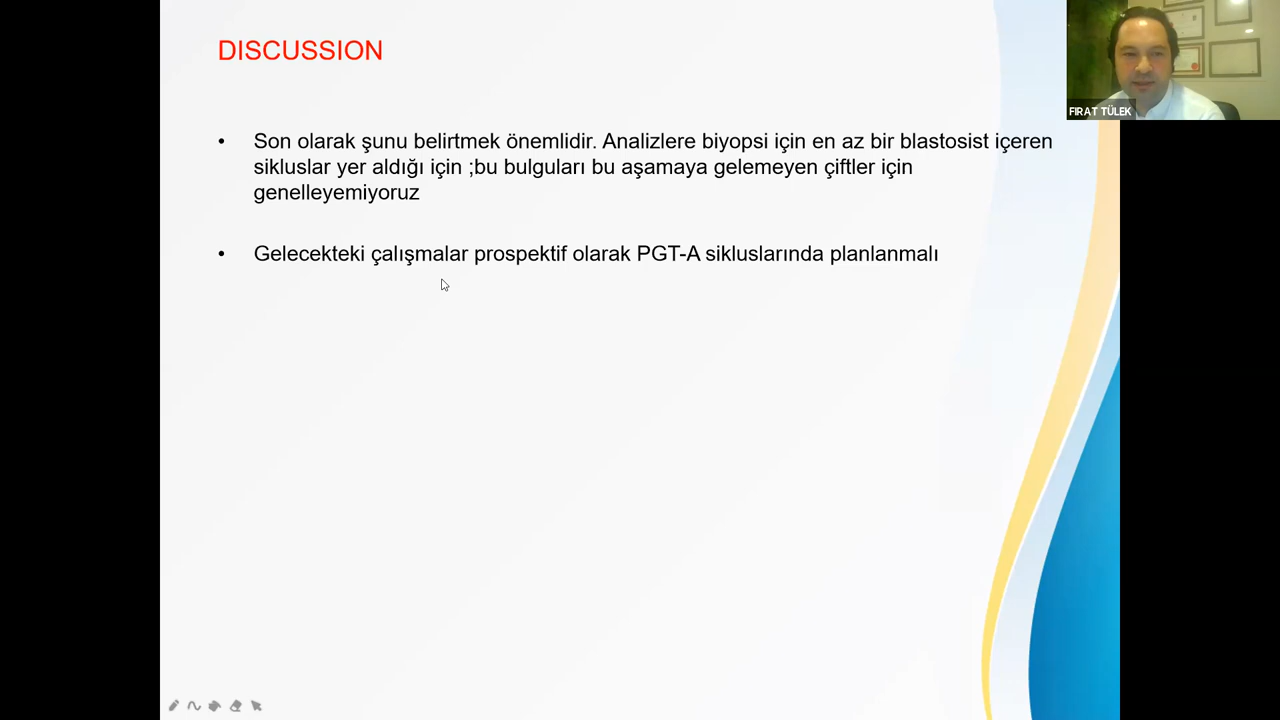 DISCUSSION
FIRAT TÜLEK
• Son olarak şunu belirtmek önemlidir. Analizlere biyopsi için en az bir blastosist içeren
sikluslar yer aldığı için ;bu bulguları bu aşamaya gelemeyen çiftler için
genelleyemiyoruz
• Gelecekteki çalışmalar prospektif olarak PGT-A sikluslarında planlanmalı